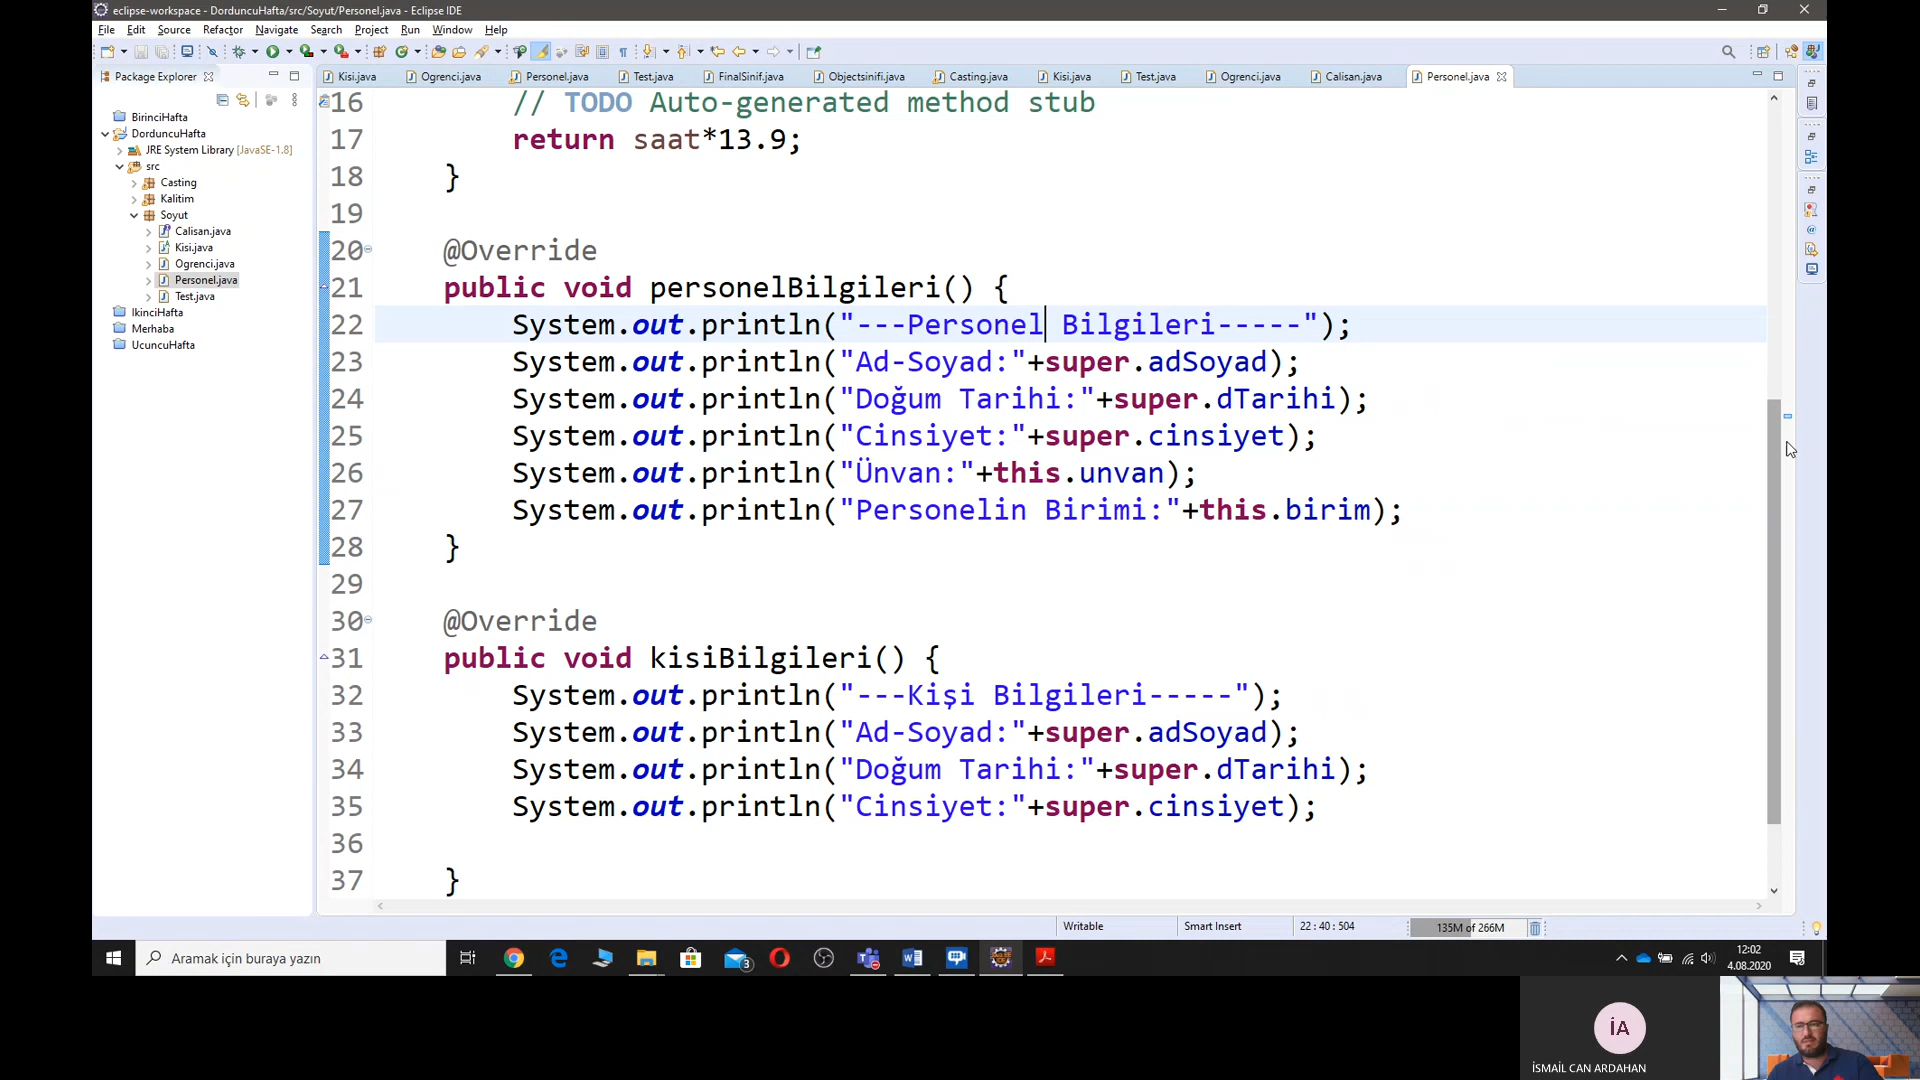 eclipse-workspace - DorduncuHafta/src/Soyut/Personel.java - Eclipse IDE
File Edit Source Refactor Navigate Search Project Run Window Help
Package Explorer
Kisi.java Ogrenci.java Personel.java Test.java FinalSinif.java Objectsinifi.java Casting.java Kisi.java Test.java Ogrenci.java Calisan.java Personel.java
BirinciHafta
DorduncuHafta
JRE System Library [JavaSE-1.8]
src
Casting
Kalitim
Soyut
Calisan.java
Kisi.java
Ogrenci.java
Personel.java
Test.java
IkinciHafta
Merhaba
UcuncuHafta
16 // TODO Auto-generated method stub
17 return saat*13.9;
18 }
19
20 @Override
21 public void personelBilgileri() {
22 System.out.println("---Personel Bilgileri-----");
23 System.out.println("Ad-Soyad:"+super.adSoyad);
24 System.out.println("Doğum Tarihi:"+super.dTarihi);
25 System.out.println("Cinsiyet:"+super.cinsiyet);
26 System.out.println("Ünvan:"+this.unvan);
27 System.out.println("Personelin Birimi:"+this.birim);
28 }
29
30 @Override
31 public void kisiBilgileri() {
32 System.out.println("---Kişi Bilgileri-----");
33 System.out.println("Ad-Soyad:"+super.adSoyad);
34 System.out.println("Doğum Tarihi:"+super.dTarihi);
35 System.out.println("Cinsiyet:"+super.cinsiyet);
36
37 }
Writable Smart Insert 22 : 40 : 504 135M of 266M
Aramak için buraya yazın
3
12:02
4.08.2020
İA
İSMAİL CAN ARDAHAN